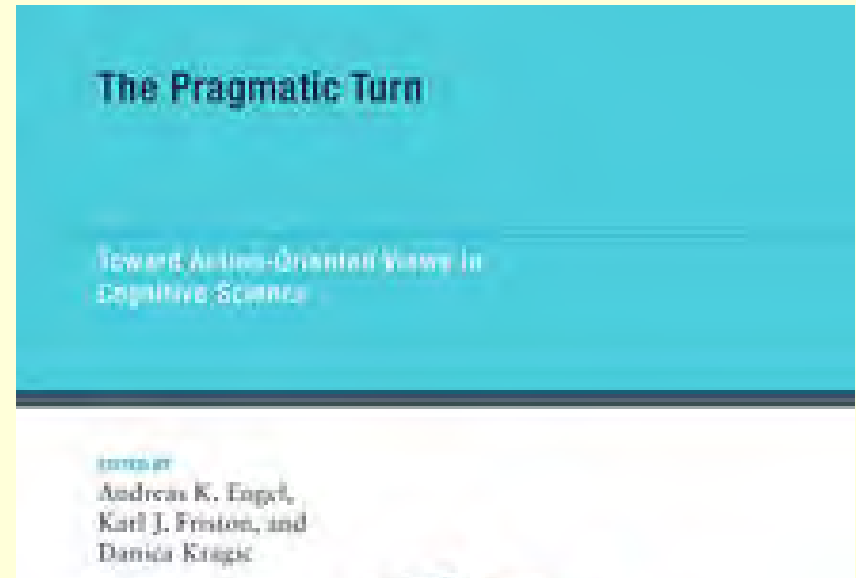 The Pragmatic Turn
Toward Action-Oriented Views in
Cognitive Science
EDITED BY
Andreas K. Engel,
Karl J. Friston, and
Danica Kragic